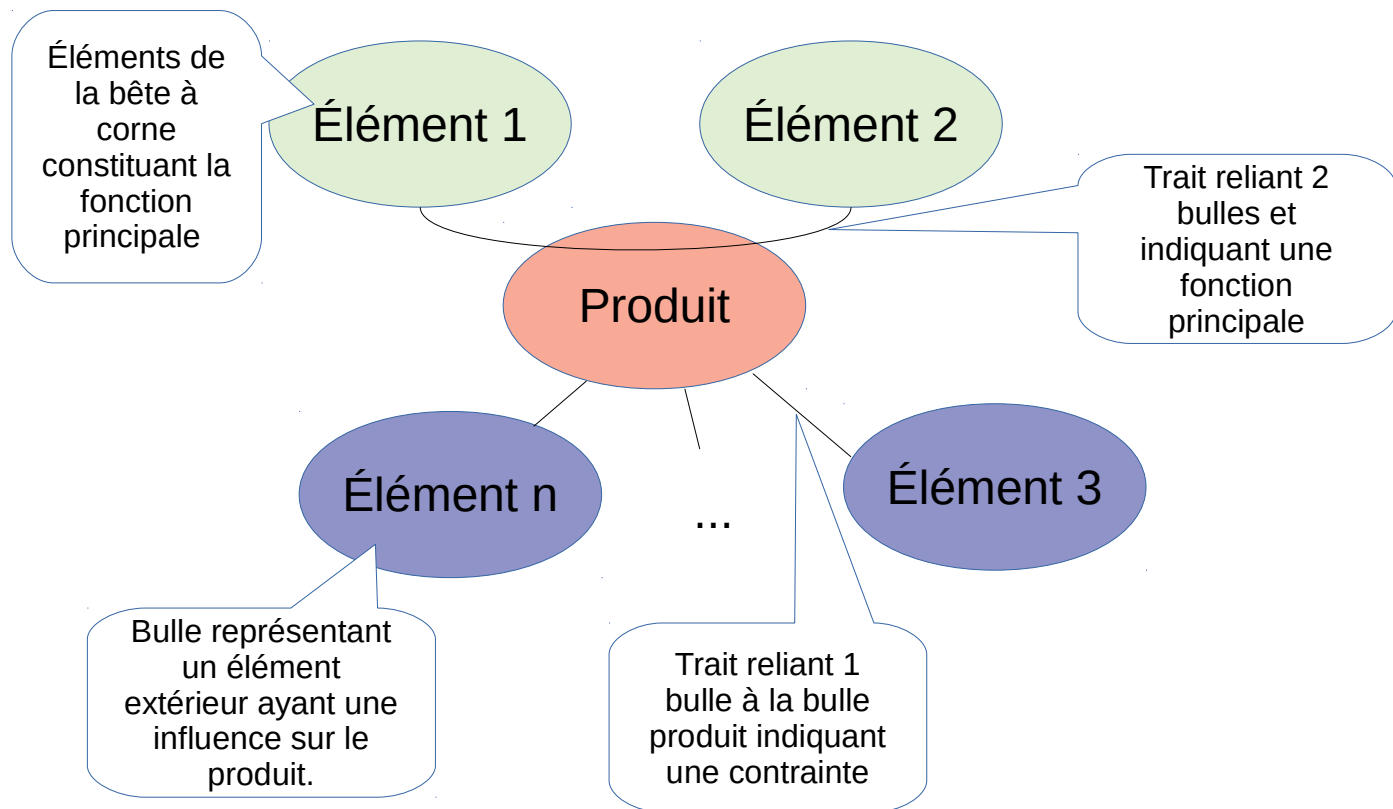 Éléments de
la bête à
corne
constituant la
fonction
principale
Élément 1
Élément 2
Trait reliant 2
bulles et
indiquant une
fonction
principale
Produit
Élément n
...
Élément 3
Bulle représentant
un élément
extérieur ayant une
influence sur le
produit.
Trait reliant 1
bulle à la bulle
produit indiquant
une contrainte